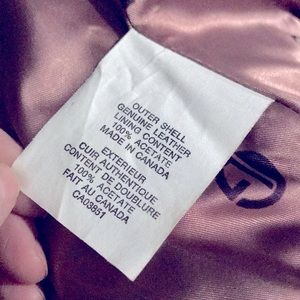 OUTER SHELL
GENUINE LEATHER
LINING CONTENT
100% ACETATE
MADE IN CANADA
EXTERIEUR
CUIR AUTHENTIQUE
CONTENT DE DOUBLURE
100% ACETATE
FAIT AU CANADA
CA03851